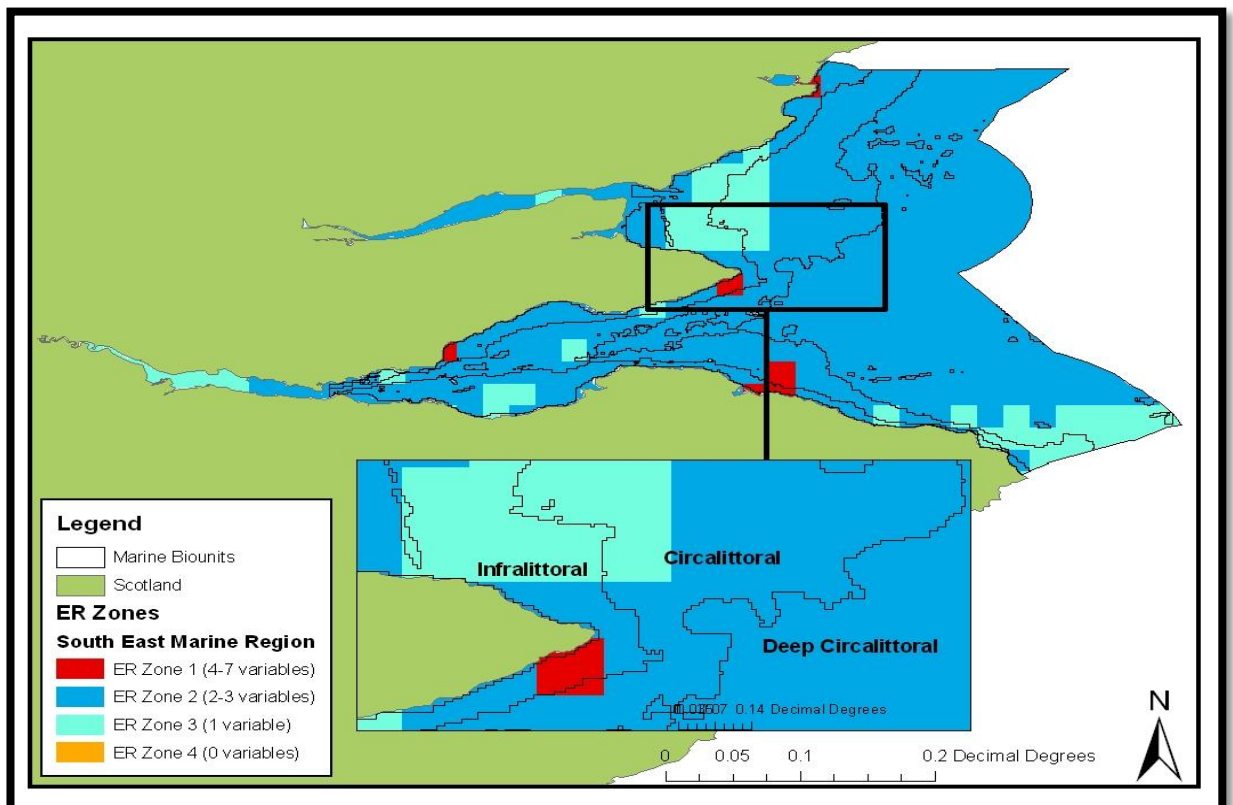 Infralittoral
Circalittoral
Deep Circalittoral
0.14 Decimal Degrees
Legend
Marine Biounits
Scotland
ER Zones
South East Marine Region
ER Zone 1 (4-7 variables)
ER Zone 2 (2-3 variables)
ER Zone 3 (1 variable)
ER Zone 4 (0 variables)
0 0.05 0.1 0.2 Decimal Degrees
N